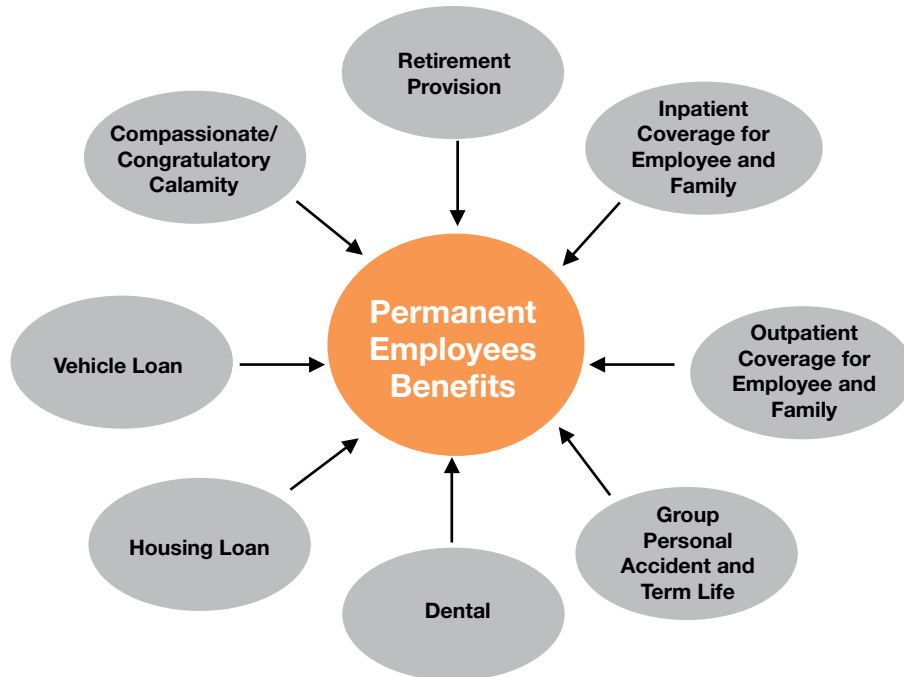 Retirement
Provision
Inpatient
Coverage for
Employee and
Family
Compassionate/
Congratulatory
Calamity
Permanent
Employees
Benefits
Vehicle Loan
Outpatient
Coverage for
Employee and
Family
Housing Loan
Group
Personal
Accident and
Term Life
Dental